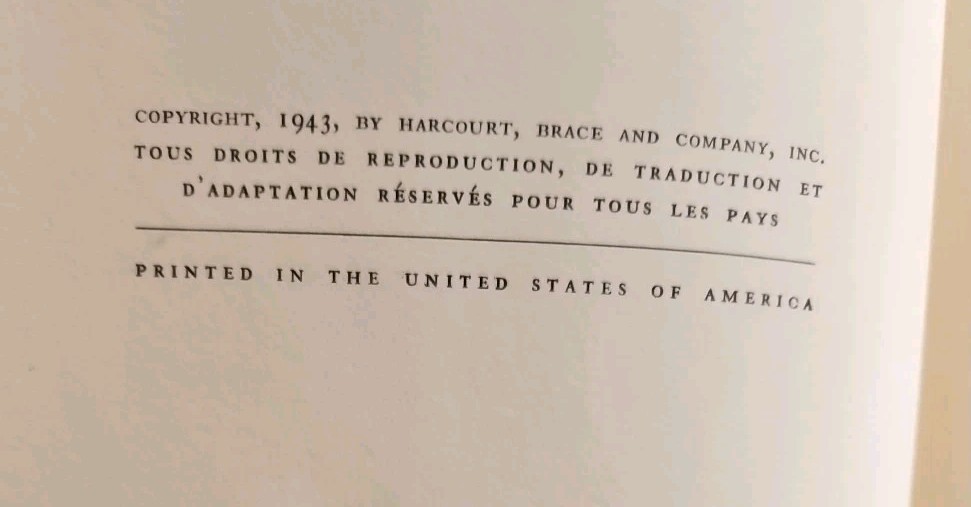 COPYRIGHT, 1943, BY HARCOURT, BRACE AND COMPANY, INC.
TOUS DROITS DE REPRODUCTION, DE TRADUCTION ET
D'ADAPTATION RÉSERVÉS POUR TOUS LES PAYS
PRINTED IN THE UNITED STATES OF AMERICA